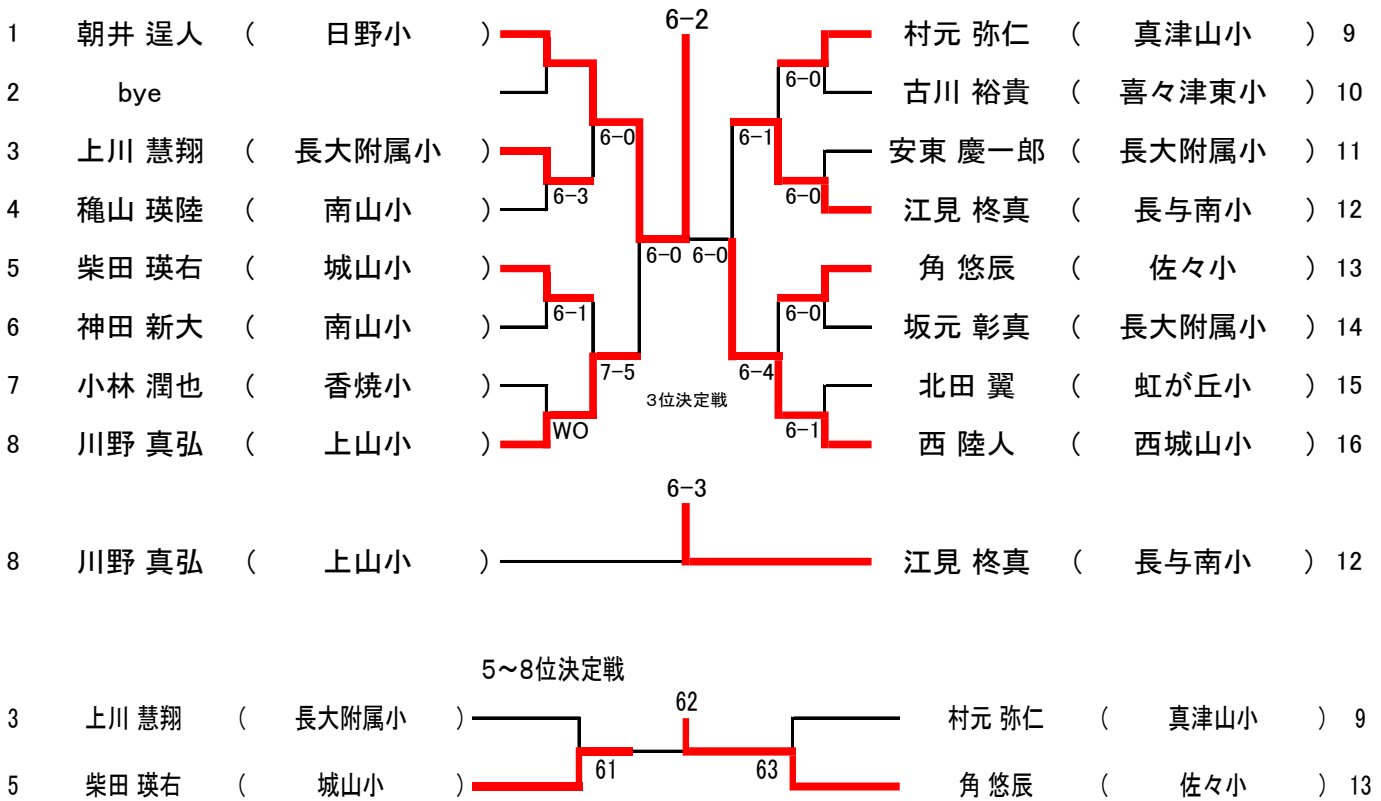 6-2
1 朝井 逞人 ( 日野小 ) 村元 弥仁 ( 真津山小 ) 9
6-0
2 bye 古川 裕貴 ( 喜々津東小 ) 10
6-0 6-1
3 上川 慧翔 ( 長大附属小 ) 安東 慶一郎 ( 長大附属小 ) 11
6-3 6-0
4 穐山 瑛陸 ( 南山小 ) 江見 柊真 ( 長与南小 ) 12
6-0 6-0
5 柴田 瑛右 ( 城山小 ) 角 悠辰 ( 佐々小 ) 13
6-1 6-0
6 神田 新大 ( 南山小 ) 坂元 彰真 ( 長大附属小 ) 14
7-5 6-4
7 小林 潤也 ( 香焼小 ) 北田 翼 ( 虹が丘小 ) 15
3位決定戦
WO 6-1
8 川野 真弘 ( 上山小 ) 西 陸人 ( 西城山小 ) 16
6-3
8 川野 真弘 ( 上山小 ) 江見 柊真 ( 長与南小 ) 12
5～8位決定戦
62
3 上川 慧翔 ( 長大附属小 ) 村元 弥仁 ( 真津山小 ) 9
61 63
5 柴田 瑛右 ( 城山小 ) 角 悠辰 ( 佐々小 ) 13